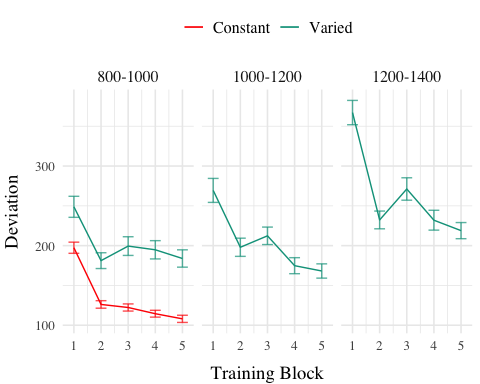 Constant Varied
800-1000 1000-1200 1200-1400
Deviation
300
200
100
1 2 3 4 5 1 2 3 4 5 1 2 3 4 5
Training Block